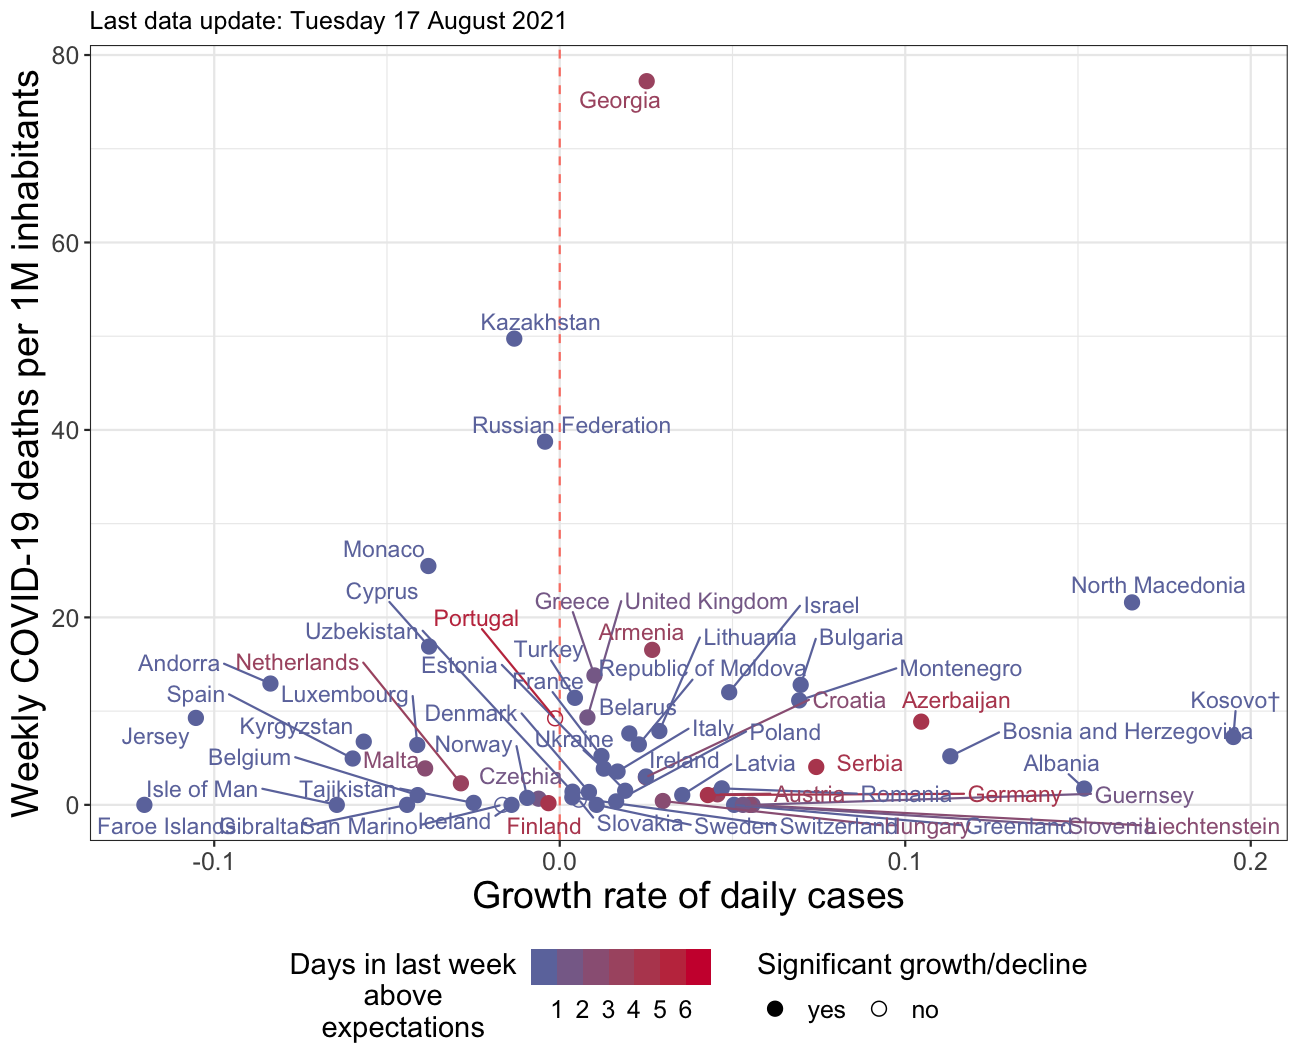 Last data update: Tuesday 17 August 2021
Weekly COVID-19 deaths per 1M inhabitants
80
60
40
20
0
Georgia
Kazakhstan
Russian Federation
Monaco
North Macedonia
Cyprus
Greece
United Kingdom
Israel
Portugal
Uzbekistan
Armenia
Lithuania
Bulgaria
Turkey
Andorra
Netherlands
Estonia
Republic of Moldova
Montenegro
France
Spain
Luxembourg
Croatia
Azerbaijan
Kosovo†
Belarus
Denmark
Jersey
Kyrgyzstan
Italy
Poland
Bosnia and Herzegovina
Norway
Ukraine
Belgium
Malta
Ireland
Latvia
Serbia
Albania
Czechia
Isle of Man
Tajikistan
Austria
Romania
Germany
Guernsey
Faroe Islands
Gibraltar
San Marino
Iceland
Finland
Slovakia
Sweden
Switzerland
Hungary
Greenland
Slovenia
Liechtenstein
-0.1
0.0
0.1
0.2
Growth rate of daily cases
Days in last week
above
expectations
1 2 3 4 5 6
Significant growth/decline
yes
no